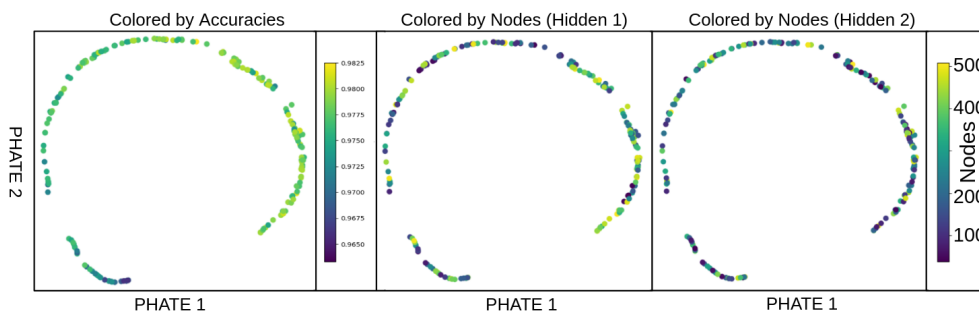 Colored by Accuracies
Colored by Nodes (Hidden 1)
Colored by Nodes (Hidden 2)
PHATE 2
0.9825
0.9800
0.9775
0.9750
0.9725
0.9700
0.9675
0.9650
500
400
300
200
100
Nodes
PHATE 1
PHATE 1
PHATE 1